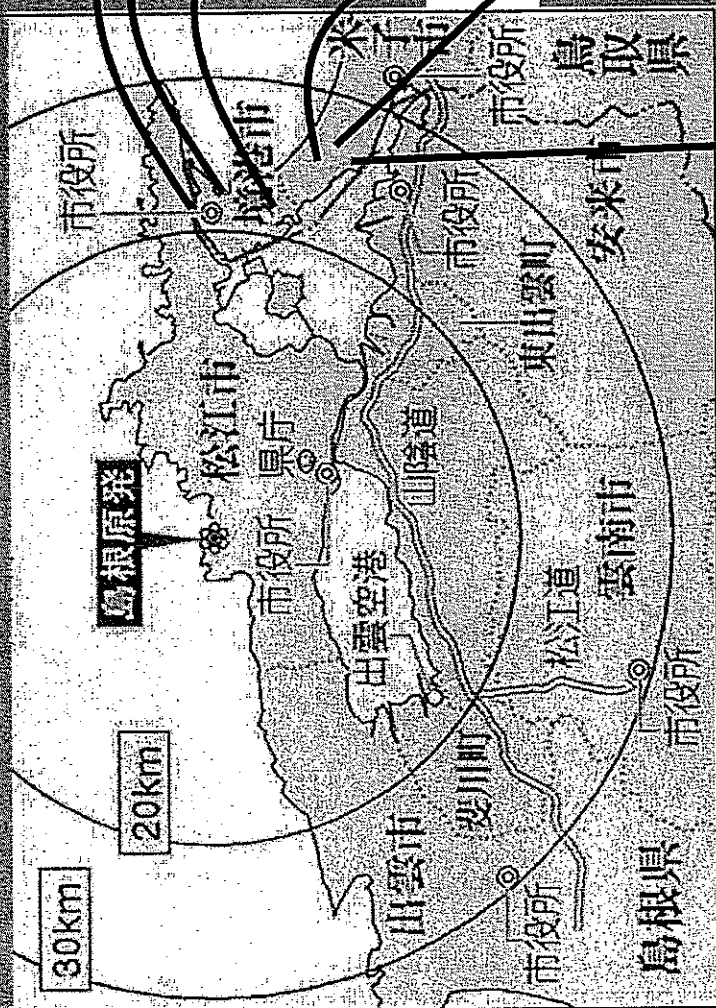 30km
20km
島根原発
松江市
県庁
市役所
境港市
市役所
米子市
市役所
鳥取県
安来市
市役所
東出雲町
山陰道
出雲空港
松江道
雲南市
市役所
斐川町
出雲市
市役所
島根県